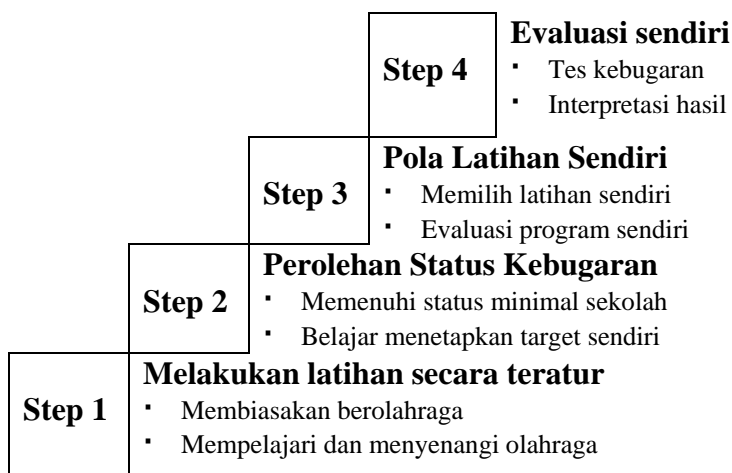 Evaluasi sendiri
Step 4
▪ Tes kebugaran
▪ Interpretasi hasil
Pola Latihan Sendiri
Step 3
▪ Memilih latihan sendiri
▪ Evaluasi program sendiri
Perolehan Status Kebugaran
Step 2
▪ Memenuhi status minimal sekolah
▪ Belajar menetapkan target sendiri
Melakukan latihan secara teratur
Step 1
▪ Membiasakan berolahraga
▪ Mempelajari dan menyenangi olahraga